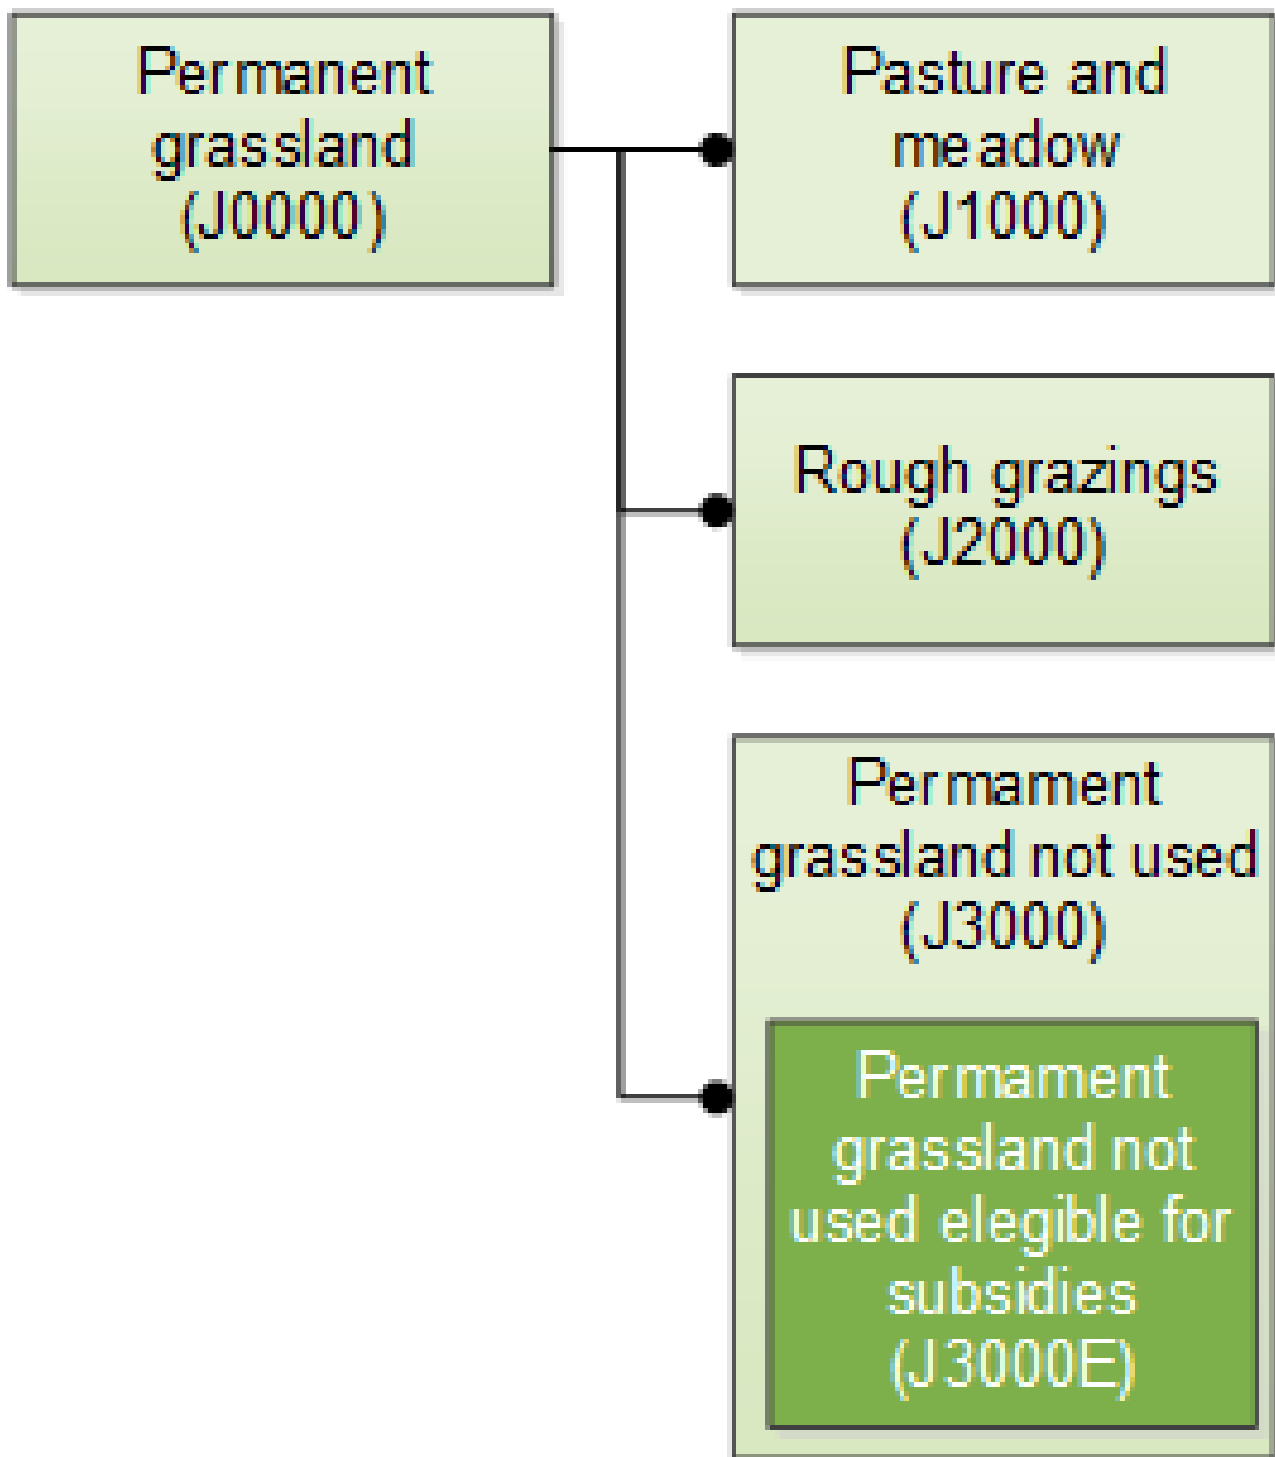 Permanent
grassland
(J0000)
Pasture and
meadow
(J1000)
Rough grazings
(J2000)
Permament
grassland not used
(J3000)
Permament
grassland not
used elegible for
subsidies
(J3000E)